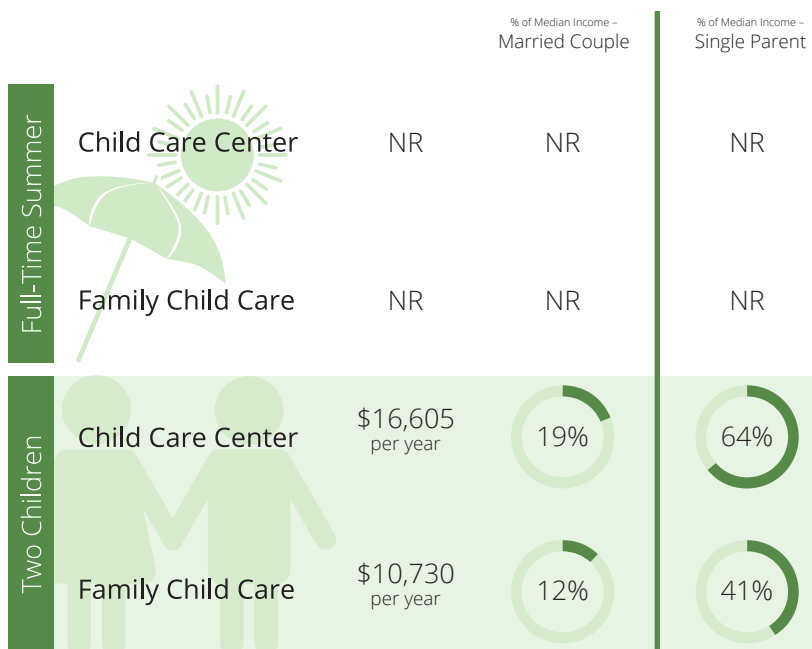 % of Median Income –
Married Couple
% of Median Income –
Single Parent
Full-Time Summer
Child Care Center
NR
NR
NR
Family Child Care
NR
NR
NR
Two Children
Child Care Center
$16,605
per year
19%
64%
Family Child Care
$10,730
per year
12%
41%